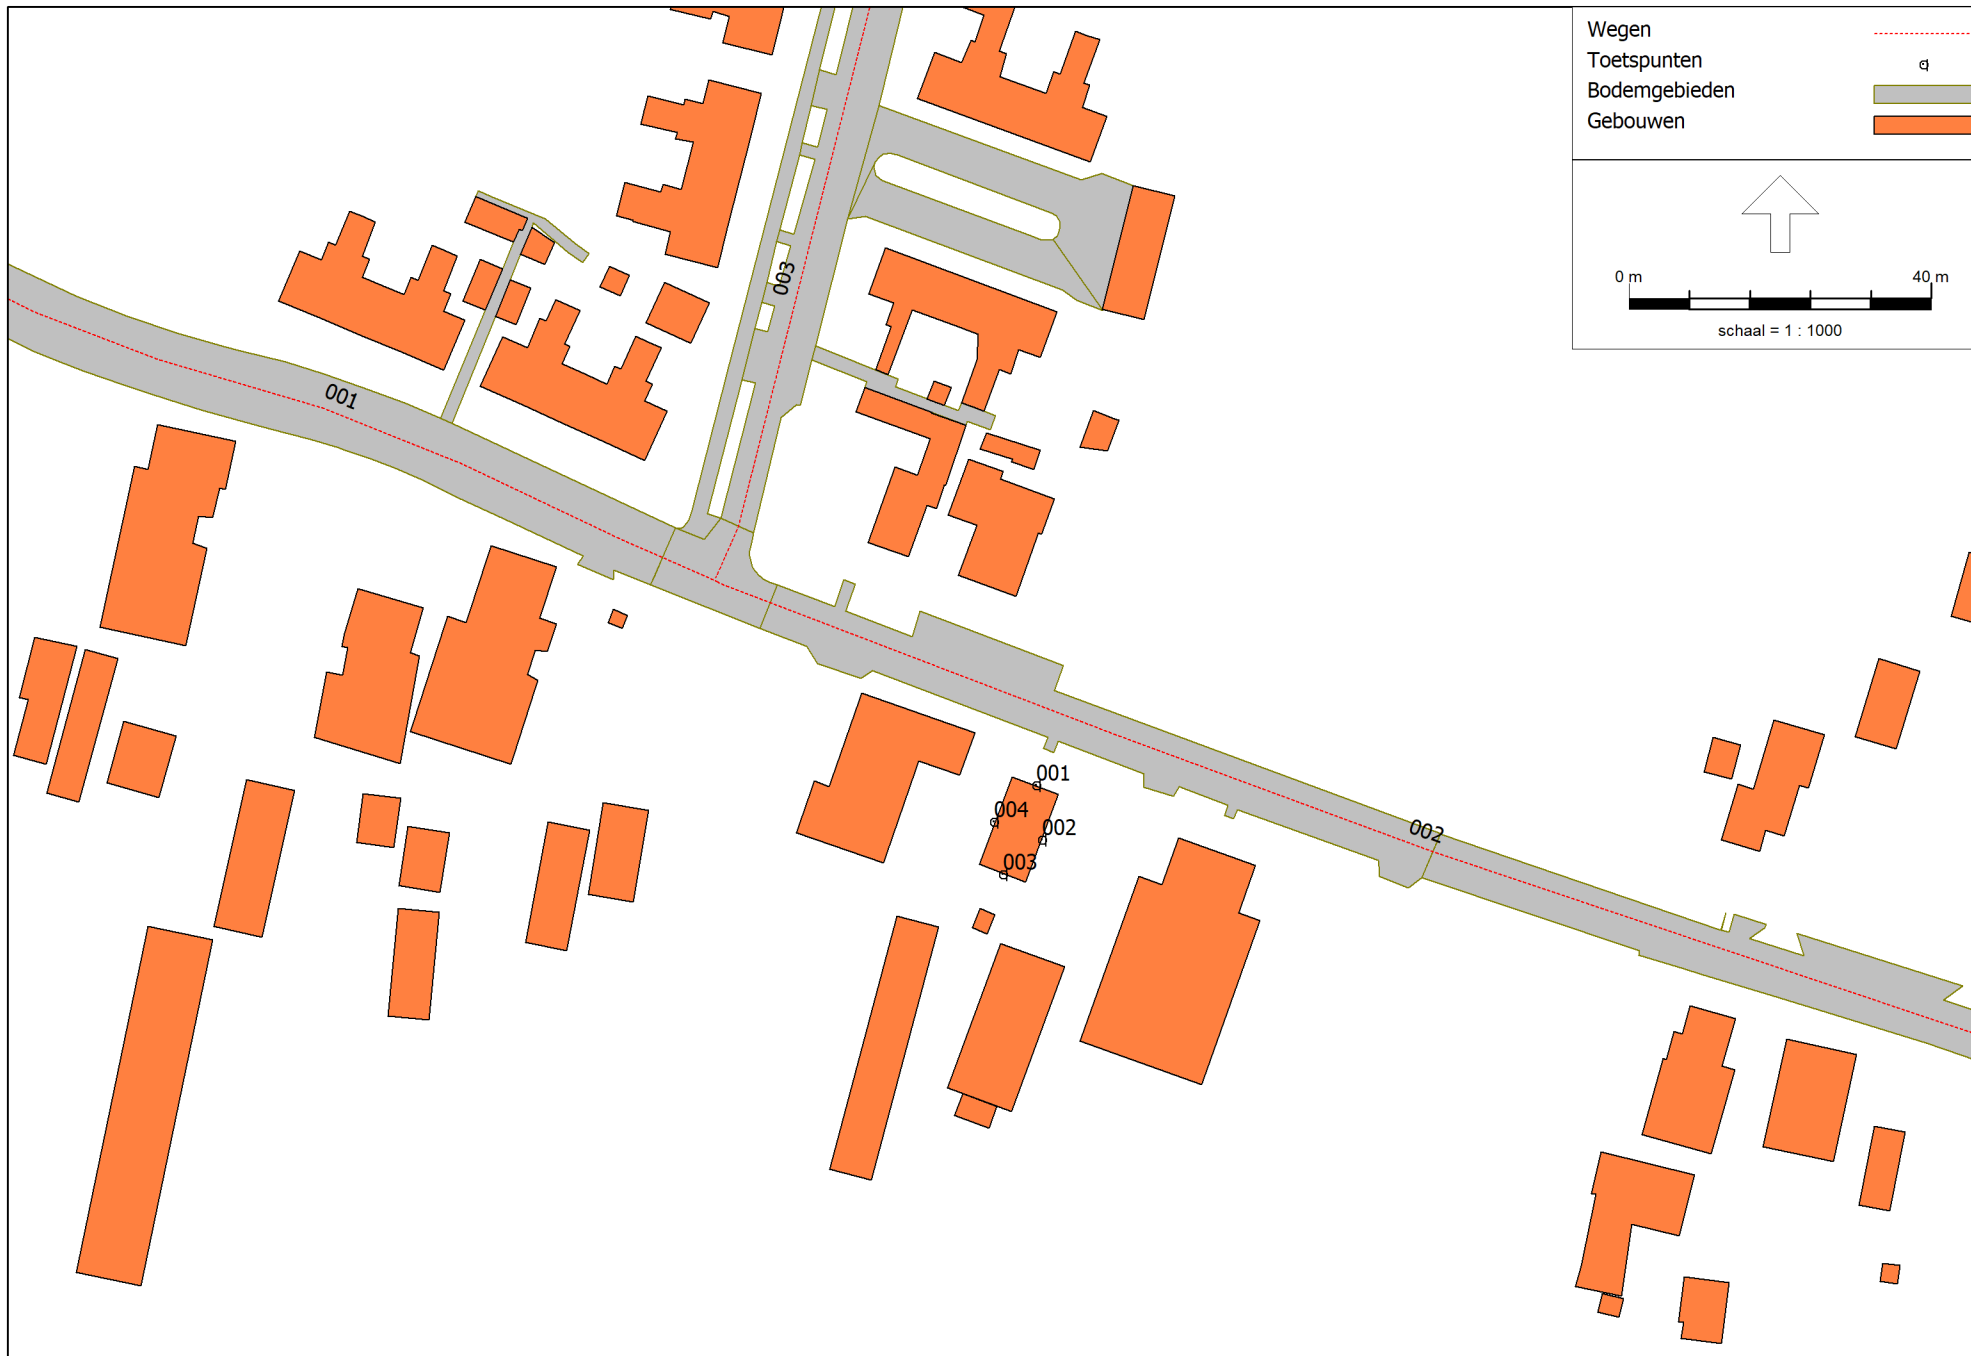 Wegen
Toetspunten
Bodemgebieden
Gebouwen
0 m 40 m
schaal = 1 : 1000
003
001
001
004
002
003
002